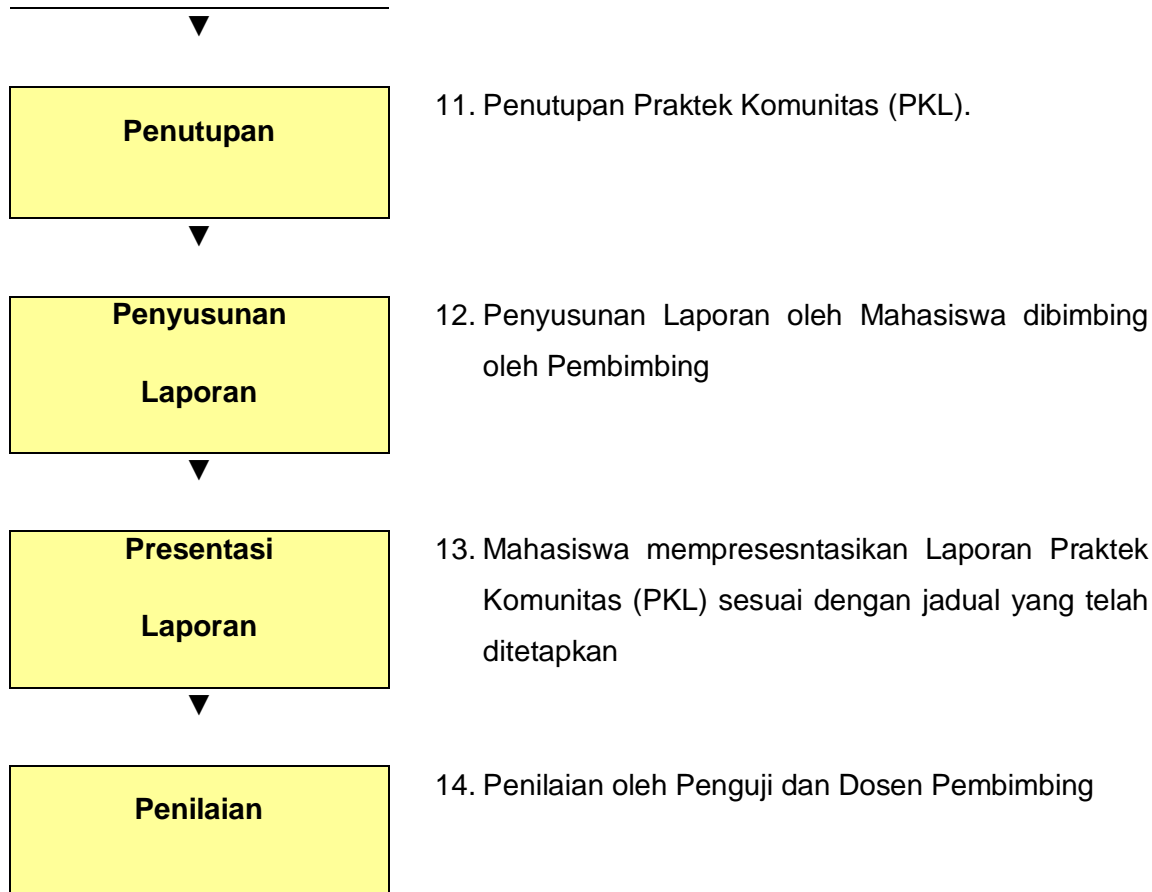 ▼
Penutupan
11. Penutupan Praktek Komunitas (PKL).
▼
Penyusunan
Laporan
12. Penyusunan Laporan oleh Mahasiswa dibimbing
oleh Pembimbing
▼
Presentasi
Laporan
13. Mahasiswa mempresesntasikan Laporan Praktek
Komunitas (PKL) sesuai dengan jadual yang telah
ditetapkan
▼
Penilaian
14. Penilaian oleh Penguji dan Dosen Pembimbing